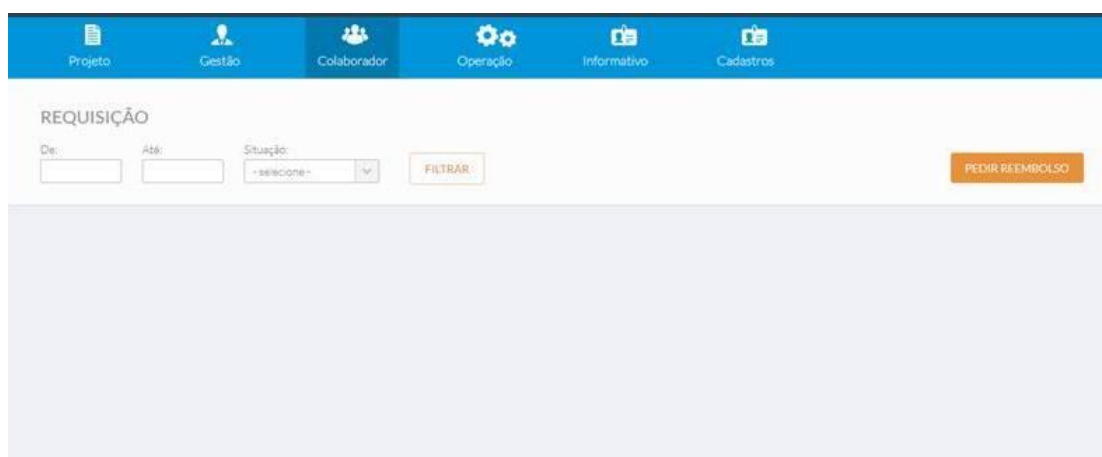 Projeto Gestão Colaborador Operação Informativo Cadastros
REQUISIÇÃO
De: Até: Situação:
- selecione - FILTRAR PEDIR REEMBOLSO